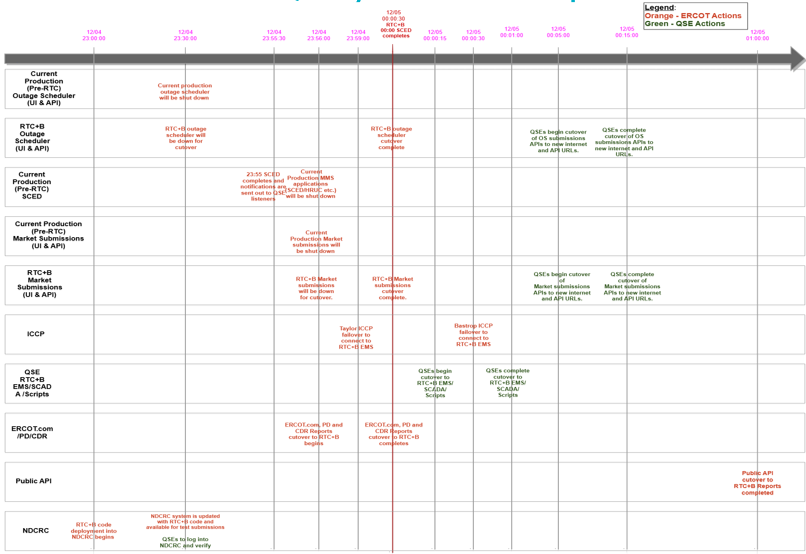 Legend:
Orange - ERCOT Actions
Green - QSE Actions
12/04
23:00:00
12/04
23:30:00
12/04
23:55:30
12/04
23:56:00
12/04
23:59:00
12/05
00:00:30
RTC+B
00:00 SCED
completes
12/05
00:00:15
12/05
00:00:30
12/05
00:01:00
12/05
00:05:00
12/05
00:15:00
12/05
01:00:00
Current
Production
(Pre-RTC)
Outage Scheduler
(UI & API)
Current production
outage scheduler
will be shut down
RTC+B
Outage
Scheduler
(UI & API)
RTC+B outage
scheduler will
be down for
cutover
RTC+B outage
scheduler
cutover
complete
QSEs begin cutover
of OS submissions
APIs to new internet
and API URLs.
QSEs complete
cutover of OS
submissions APIs to
new internet and API
URLs.
Current
Production
(Pre-RTC)
SCED
23:55 SCED
completes and
notifications are
sent out to QSE
listeners
Current
Production MMS
applications
(SCED/HRUC etc.)
will be shut down
Current Production
(Pre-RTC)
Market Submissions
(UI & API)
Current
Production Market
submissions will
be shut down
RTC+B
Market
Submissions
(UI & API)
RTC+B Market
submissions
will be down
for cutover.
RTC+B Market
submissions
cutover
complete.
QSEs begin cutover
of
Market submissions
APIs to new internet
and API URLs.
QSEs complete
cutover of
Market submissions
APIs to new internet
and API URLs.
ICCP
Taylor ICCP
failover to
connect to
RTC+B EMS
Bastrop ICCP
failover to
connect to
RTC+B EMS
QSE
RTC+B
EMS/SCAD
A /Scripts
QSEs begin
cutover to
RTC+B EMS/
SCADA/
Scripts
QSEs complete
cutover to
RTC+B EMS/
SCADA/
Scripts
ERCOT.com
/PD/CDR
ERCOT.com, PD and
CDR Reports
cutover to RTC+B
begins
ERCOT.com, PD and
CDR Reports
cutover to RTC+B
completes
Public API
Public API
cutover to
RTC+B Reports
completed
NDCRC
RTC+B code
deployment into
NDCRC begins
NDCRC system is updated
with RTC+B code and
available for test submissions
QSEs to log into
NDCRC and verify